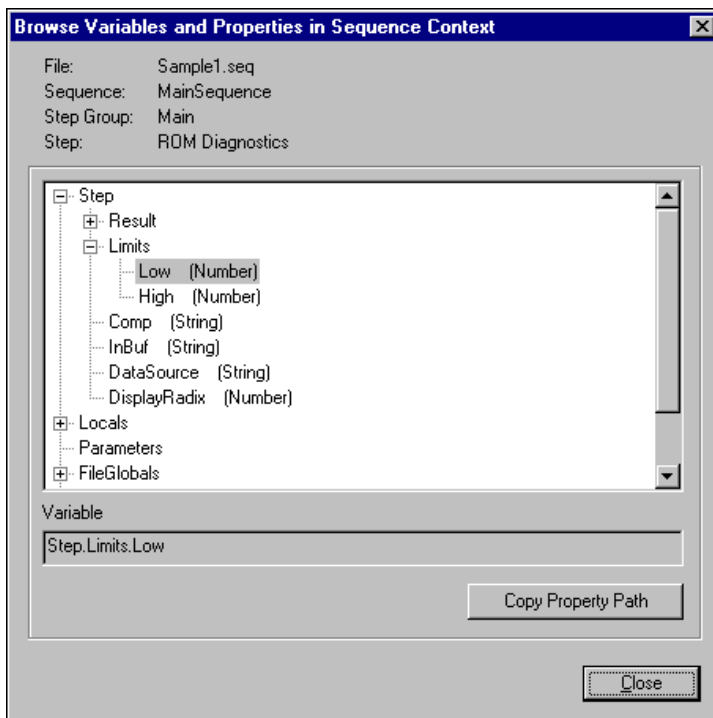 Browse Variables and Properties in Sequence Context
File: Sample1.seq
Sequence: MainSequence
Step Group: Main
Step: ROM Diagnostics
Step
Result
Limits
Low (Number)
High (Number)
Comp (String)
InBuf (String)
DataSource (String)
DisplayRadix (Number)
Locals
Parameters
FileGlobals
Variable
Step.Limits.Low
Copy Property Path
Close